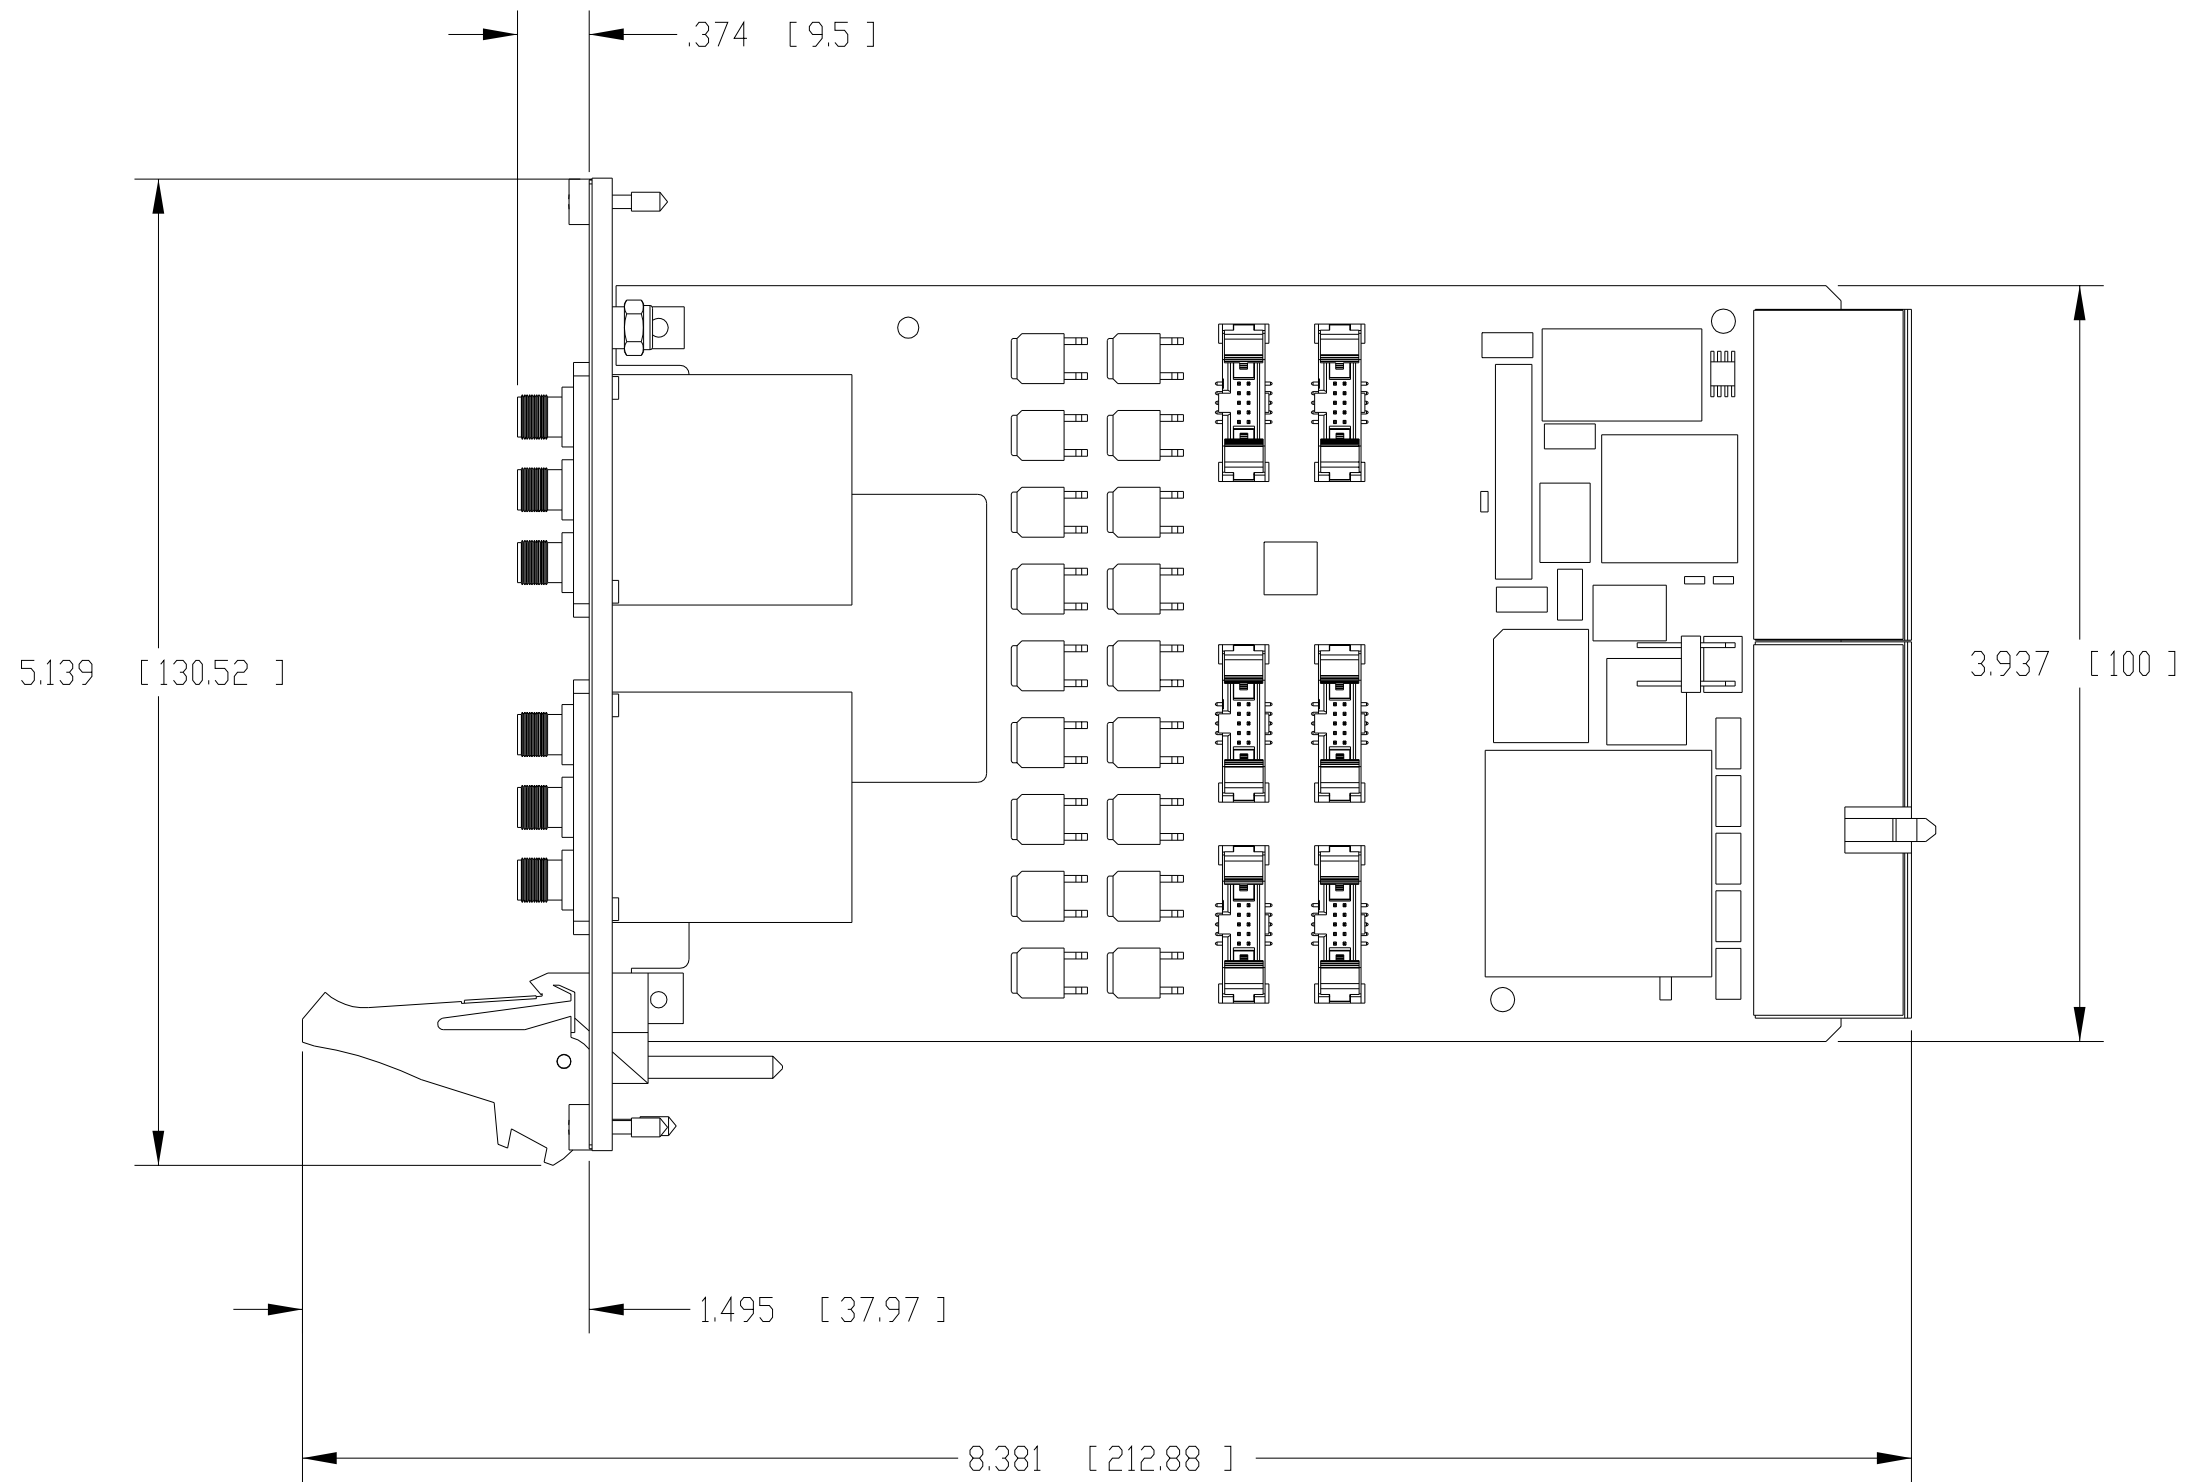 .374 [ 9.5 ]
5.139 [ 130.52 ]
3.937 [ 100 ]
1.495 [ 37.97 ]
8.381 [ 212.88 ]